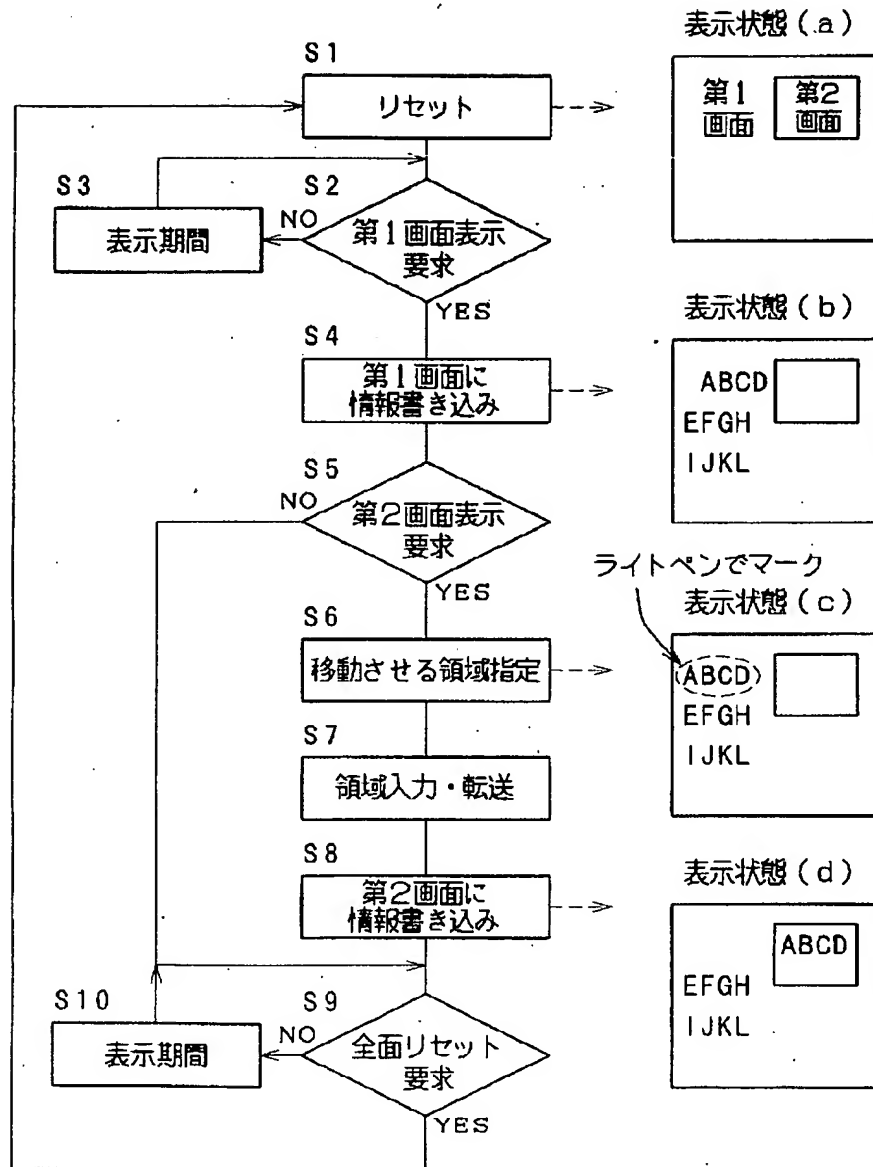 S1
リセット
S2
第1画面表示
要求
NO
YES
S3
表示期間
S4
第1画面に
情報書き込み
S5
第2画面表示
要求
NO
YES
S6
移動させる領域指定
S7
領域入力・転送
S8
第2画面に
情報書き込み
S9
全面リセット
要求
NO
YES
S10
表示期間
表示状態(a)
第1
画面
第2
画面
表示状態(b)
ABCD
EFGH
IJKL
ライトペンでマーク
表示状態(c)
ABCD
EFGH
IJKL
表示状態(d)
ABCD
EFGH
IJKL